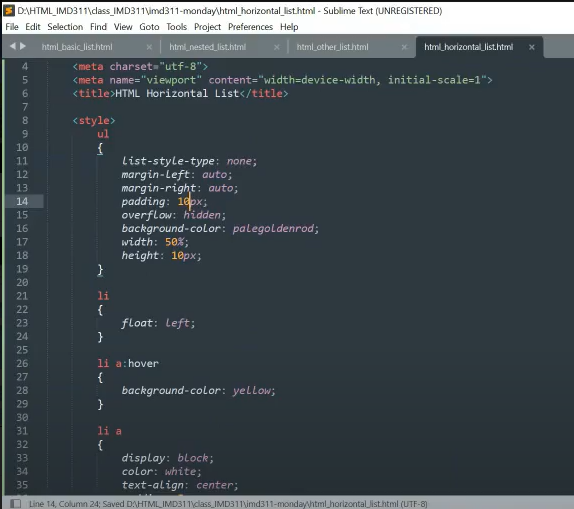 D:\HTML_IMD311\class_IMD311\imd311-monday\html_horizontal_list.html - Sublime Text (UNREGISTERED)
File Edit Selection Find View Goto Tools Project Preferences Help
html_basic_list.html × html_nested_list.html × html_other_list.html × html_horizontal_list.html ×
4 <meta charset="utf-8">
5 <meta name="viewport" content="width=device-width, initial-scale=1">
6 <title>HTML Horizontal List</title>
7
8 <style>
9 ul
10 {
11 list-style-type: none;
12 margin-left: auto;
13 margin-right: auto;
14 padding: 10px;
15 overflow: hidden;
16 background-color: palegoldenrod;
17 width: 50%;
18 height: 10px;
19 }
20
21 li
22 {
23 float: left;
24 }
25
26 li a:hover
27 {
28 background-color: yellow;
29 }
30
31 li a
32 {
33 display: block;
34 color: white;
35 text-align: center;
Line 14, Column 24; Saved D:\HTML_IMD311\class_IMD311\imd311-monday\html_horizontal_list.html (UTF-8)